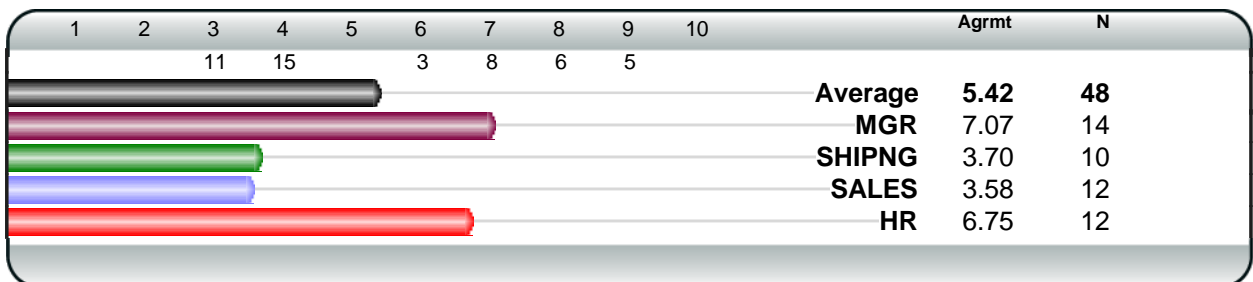 1 2 3 4 5 6 7 8 9 10 Agrmt N
11 15 3 8 6 5
Average 5.42 48
MGR 7.07 14
SHIPNG 3.70 10
SALES 3.58 12
HR 6.75 12